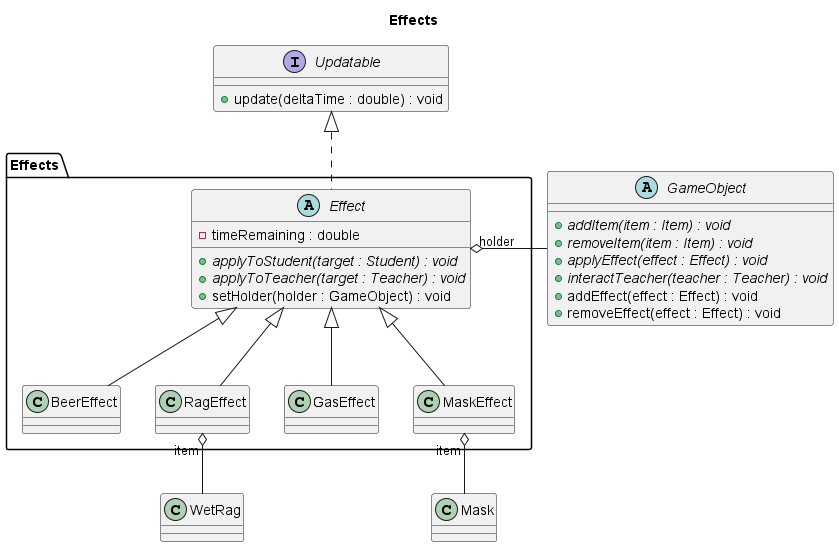 Effects
I Updatable
update(deltaTime : double) : void
Effects
A Effect
timeRemaining : double
applyToStudent(target : Student) : void
applyToTeacher(target : Teacher) : void
setHolder(holder : GameObject) : void
holder
A GameObject
addItem(item : Item) : void
removeItem(item : Item) : void
applyEffect(effect : Effect) : void
interactTeacher(teacher : Teacher) : void
addEffect(effect : Effect) : void
removeEffect(effect : Effect) : void
C BeerEffect
C RagEffect
C GasEffect
C MaskEffect
item
item
C WetRag
C Mask